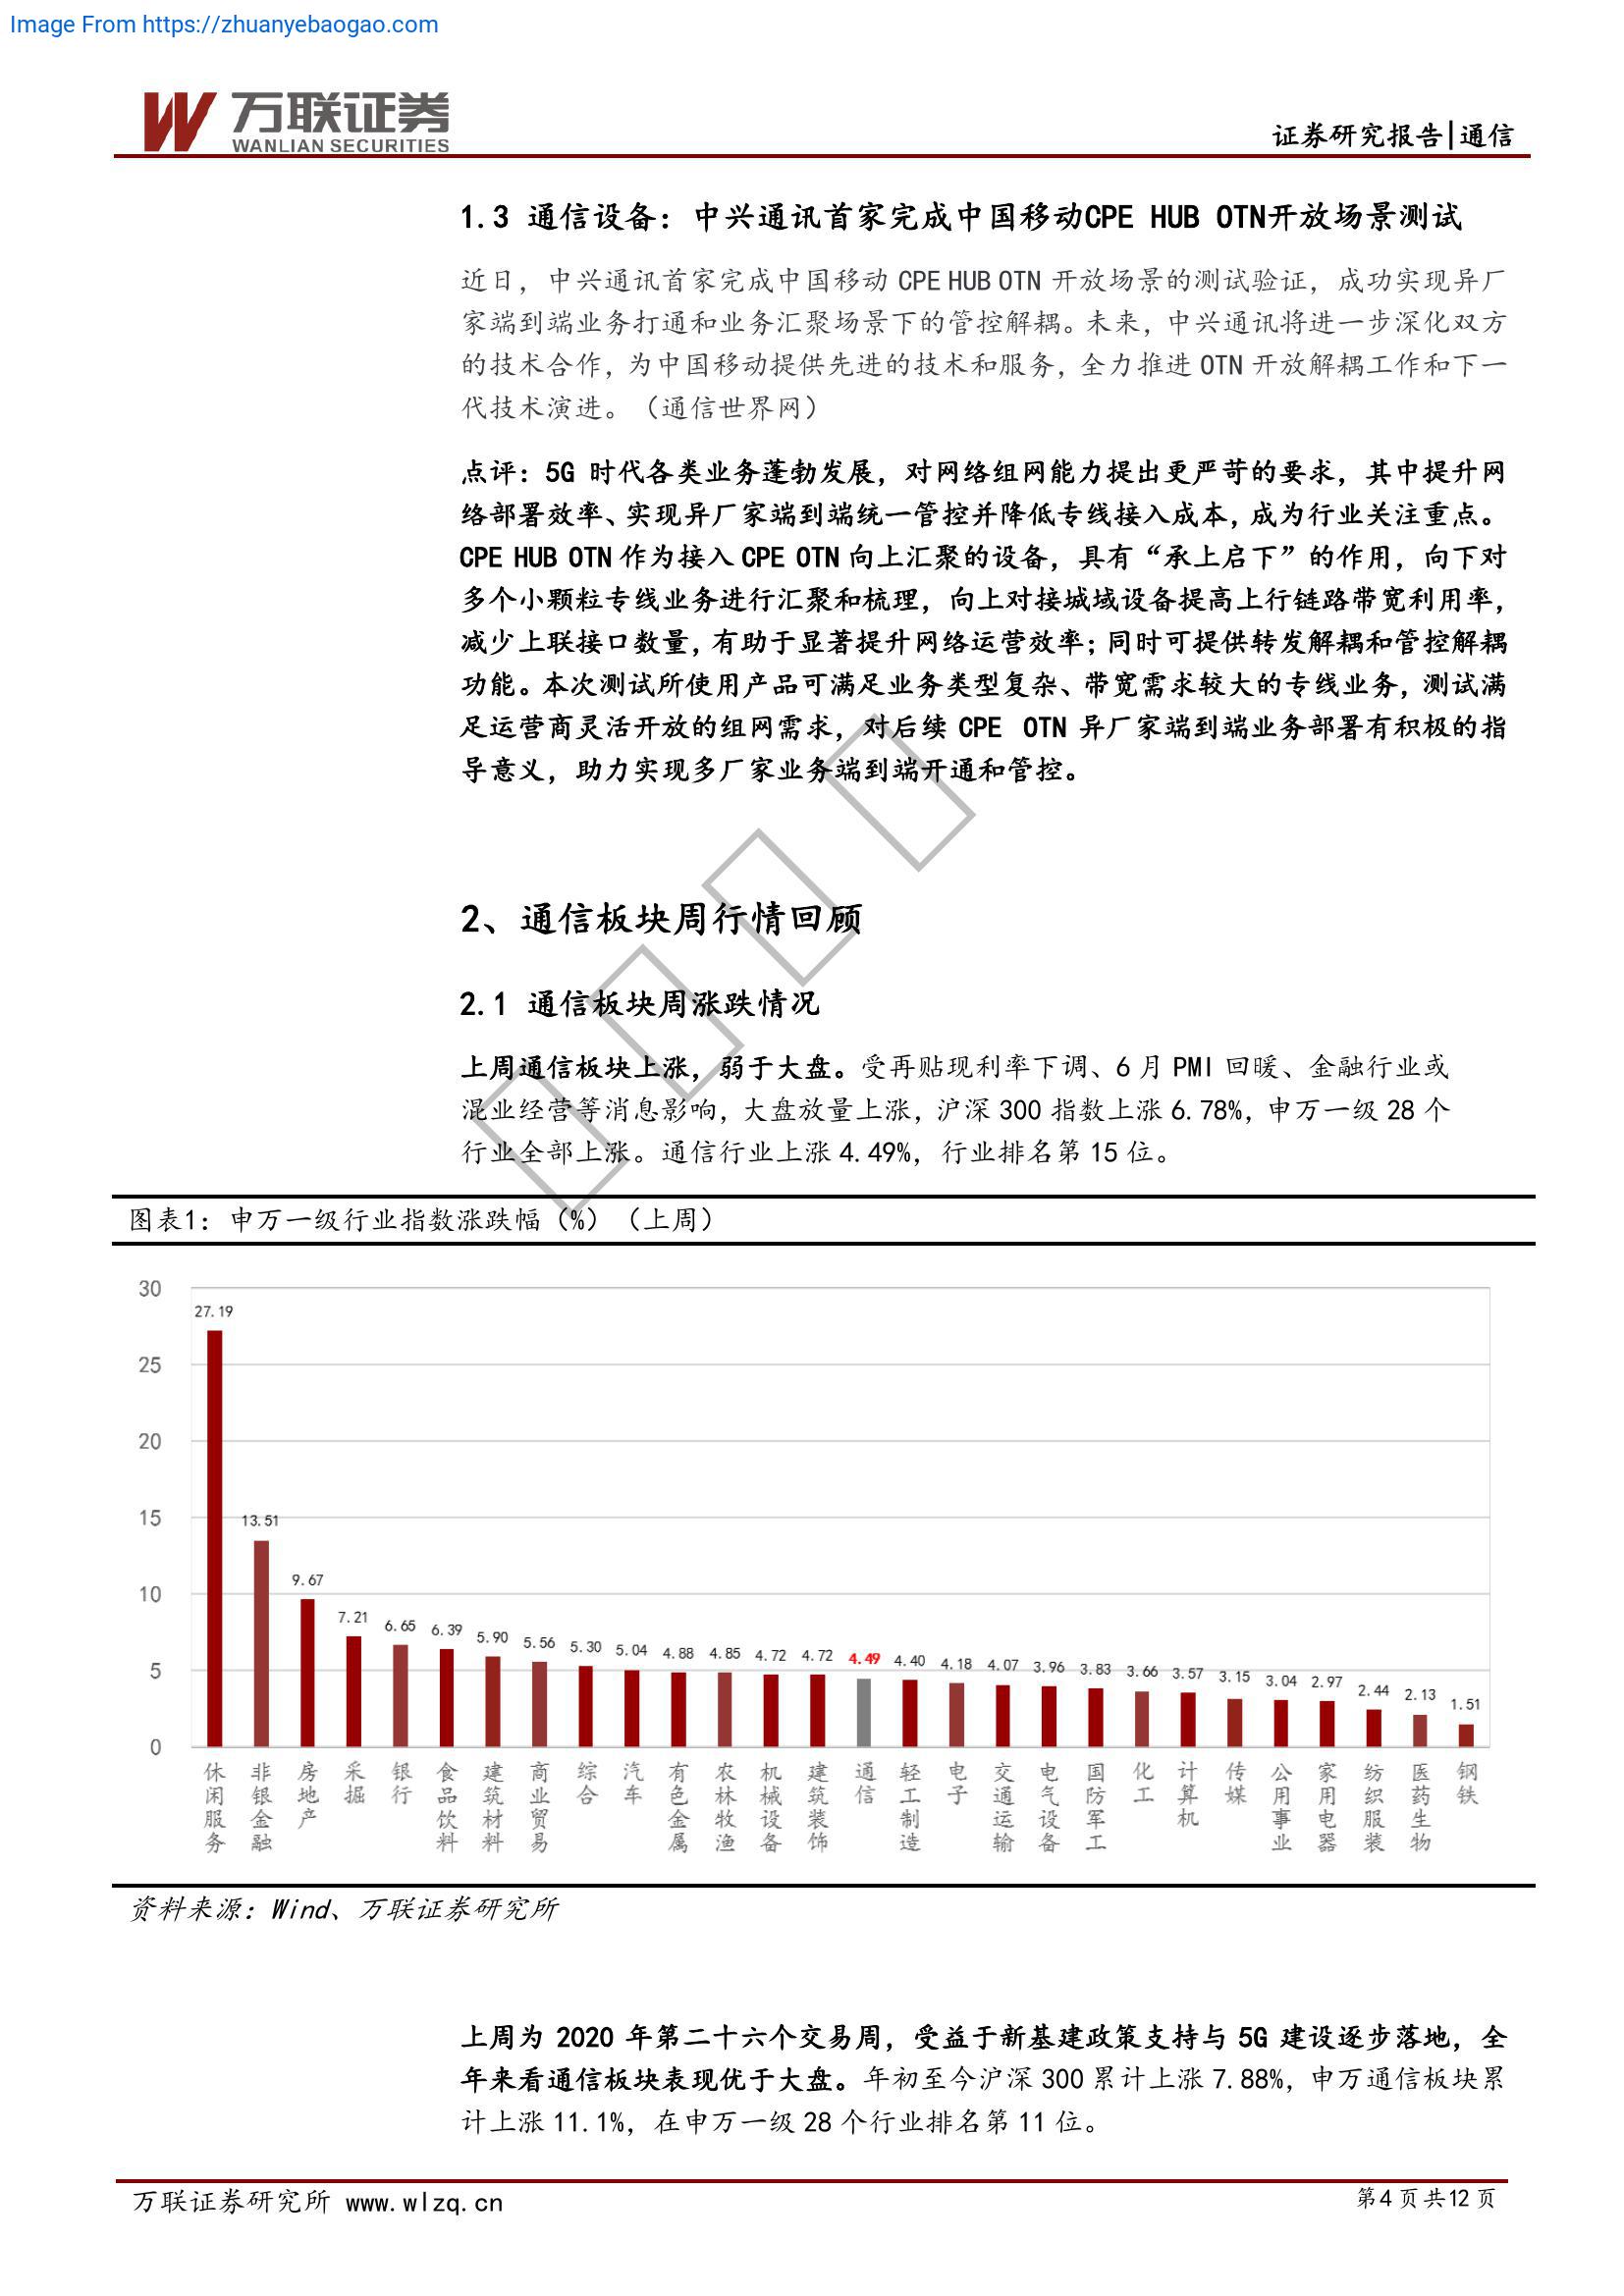 Image From https://zhuanyebaogao.com
万联证券
WANLIAN SECURITIES
证券研究报告|通信
1.3 通信设备：中兴通讯首家完成中国移动CPE HUB OTN开放场景测试
近日，中兴通讯首家完成中国移动 CPE HUB OTN 开放场景的测试验证，成功实现异厂
家端到端业务打通和业务汇聚场景下的管控解耦。未来，中兴通讯将进一步深化双方
的技术合作，为中国移动提供先进的技术和服务，全力推进 OTN 开放解耦工作和下一
代技术演进。（通信世界网）
点评：5G 时代各类业务蓬勃发展，对网络组网能力提出更严苛的要求，其中提升网
络部署效率、实现异厂家端到端统一管控并降低专线接入成本，成为行业关注重点。
CPE HUB OTN 作为接入 CPE OTN 向上汇聚的设备，具有“承上启下”的作用，向下对
多个小颗粒专线业务进行汇聚和梳理，向上对接城域设备提高上行链路带宽利用率，
减少上联接口数量，有助于显著提升网络运营效率；同时可提供转发解耦和管控解耦
功能。本次测试所使用产品可满足业务类型复杂、带宽需求较大的专线业务，测试满
足运营商灵活开放的组网需求，对后续 CPE OTN 异厂家端到端业务部署有积极的指
导意义，助力实现多厂家业务端到端开通和管控。
2、通信板块周行情回顾
2.1 通信板块周涨跌情况
上周通信板块上涨，弱于大盘。受再贴现利率下调、6 月 PMI 回暖、金融行业或
混业经营等消息影响，大盘放量上涨，沪深 300 指数上涨 6.78%，申万一级 28 个
行业全部上涨。通信行业上涨 4.49%，行业排名第 15 位。
图表1：申万一级行业指数涨跌幅（%）（上周）
30
25
20
15
10
5
0
27.19 13.51 9.67 7.21 6.65 6.39 5.90 5.56 5.30 5.04 4.88 4.85 4.72 4.72 4.49 4.40 4.18 4.07 3.96 3.83 3.66 3.57 3.15 3.04 2.97 2.44 2.13 1.51
休闲服务 非银金融 房地产 采掘 银行 食品饮料 建筑材料 商业贸易 综合 汽车 有色金属 农林牧渔 机械设备 建筑装饰 通信 轻工制造 电子 交通运输 电气设备 国防军工 化工 计算机 传媒 公用事业 家用电器 纺织服装 医药生物 钢铁
资料来源：Wind、万联证券研究所
上周为 2020 年第二十六个交易周，受益于新基建政策支持与 5G 建设逐步落地，全
年来看通信板块表现优于大盘。年初至今沪深 300 累计上涨 7.88%，申万通信板块累
计上涨 11.1%，在申万一级 28 个行业排名第 11 位。
万联证券研究所 www.wlzq.cn
第4页共12页